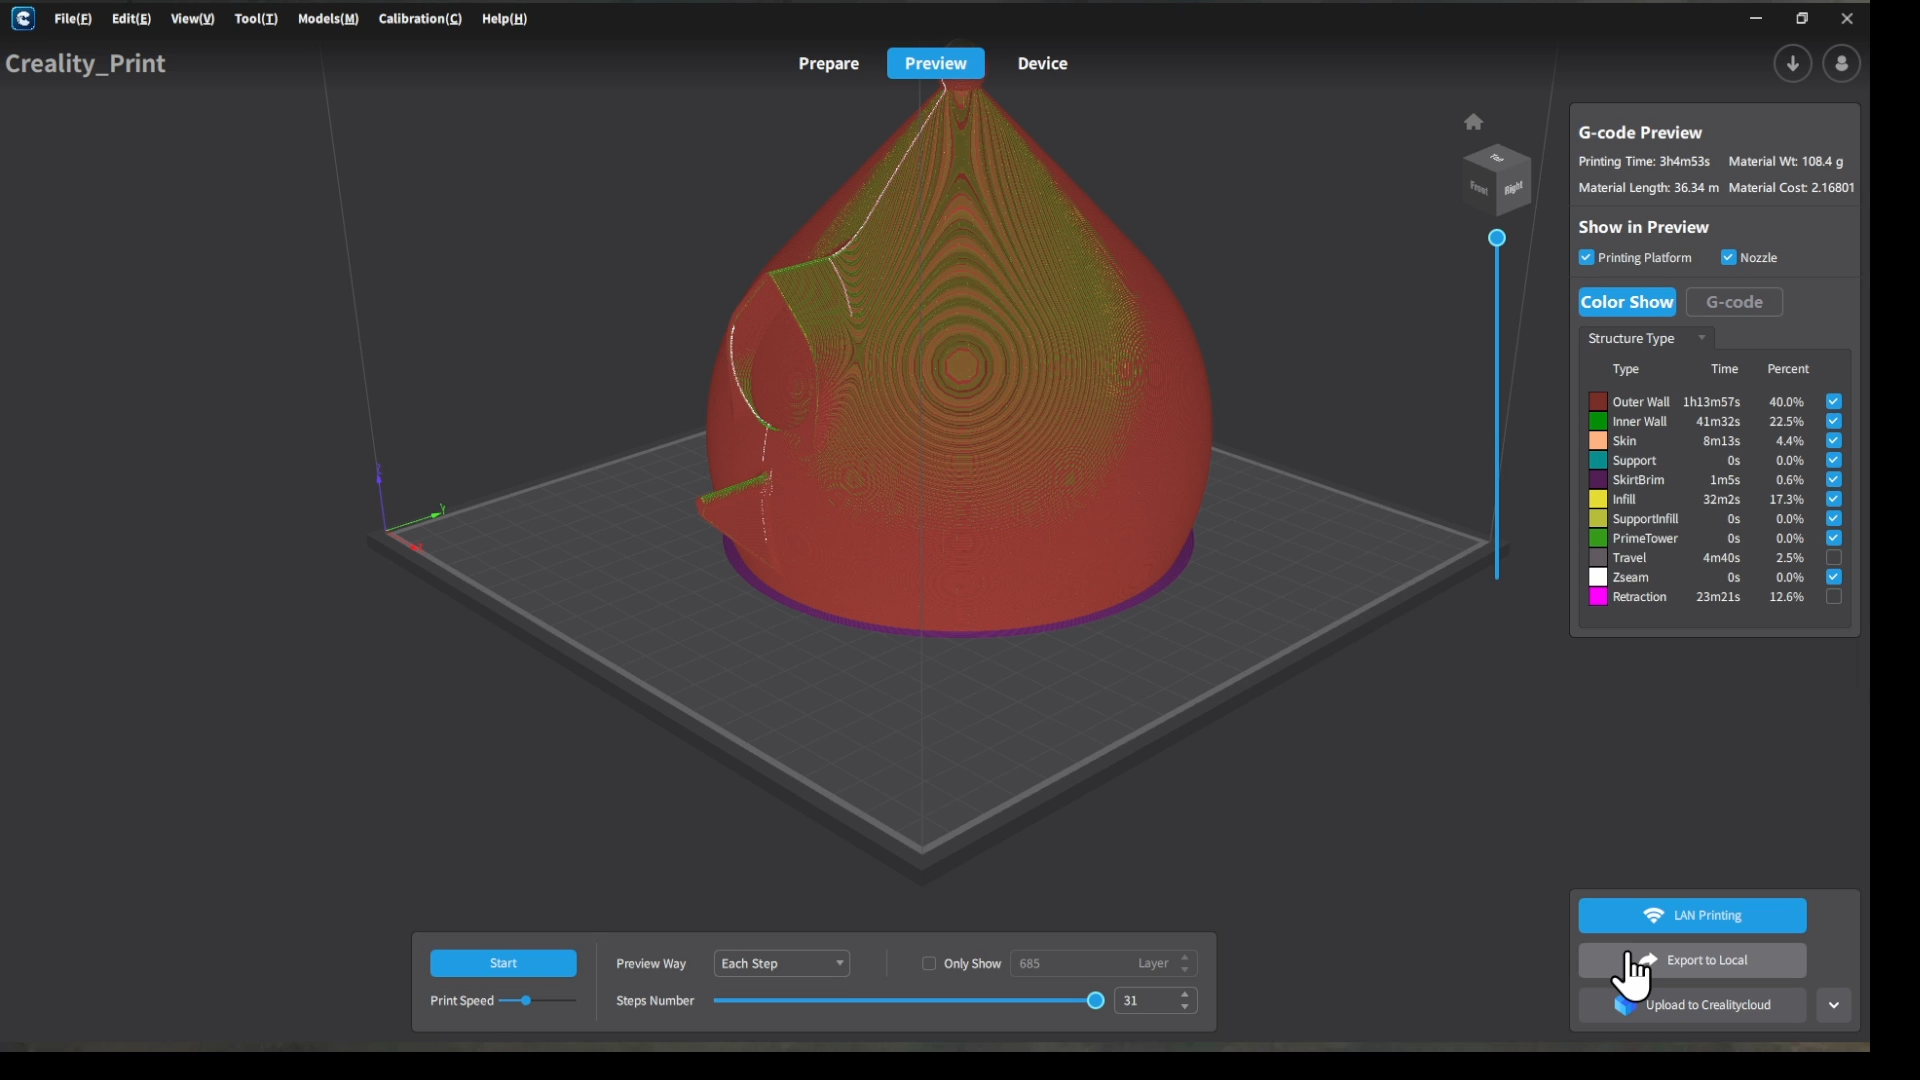 File(F) Edit(E) View(V) Tool(T) Models(M) Calibration(C) Help(H)
Creality_Print
Prepare Preview Device
Top
Front Right
Z
Y
G-code Preview
Printing Time: 3h4m53s Material Wt: 108.4 g
Material Length: 36.34 m Material Cost: 2.16801
Show in Preview
Printing Platform Nozzle
Color Show G-code
Structure Type
Type Time Percent
Outer Wall 1h13m57s 40.0%
Inner Wall 41m32s 22.5%
Skin 8m13s 4.4%
Support 0s 0.0%
SkirtBrim 1m5s 0.6%
Infill 32m2s 17.3%
SupportInfill 0s 0.0%
PrimeTower 0s 0.0%
Travel 4m40s 2.5%
Zseam 0s 0.0%
Retraction 23m21s 12.6%
LAN Printing
Export to Local
Upload to Crealitycloud
Start Preview Way Each Step Only Show 685 Layer
Print Speed Steps Number 31